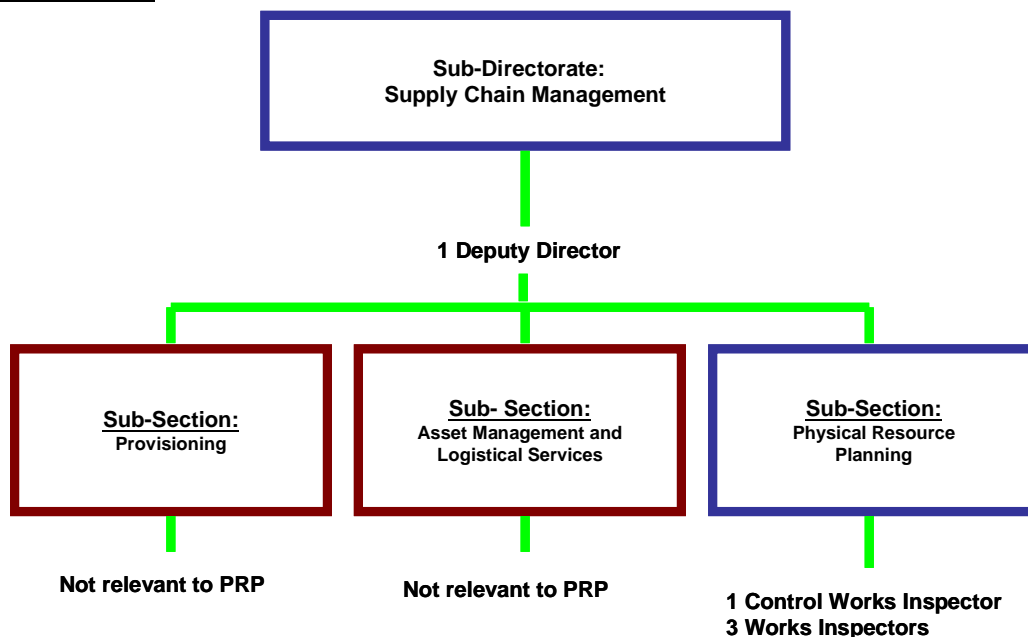 Sub-Directorate:
Supply Chain Management
1 Deputy Director
Sub-Section:
Provisioning
Sub- Section:
Asset Management and
Logistical Services
Sub-Section:
Physical Resource
Planning
Not relevant to PRP
Not relevant to PRP
1 Control Works Inspector
3 Works Inspectors